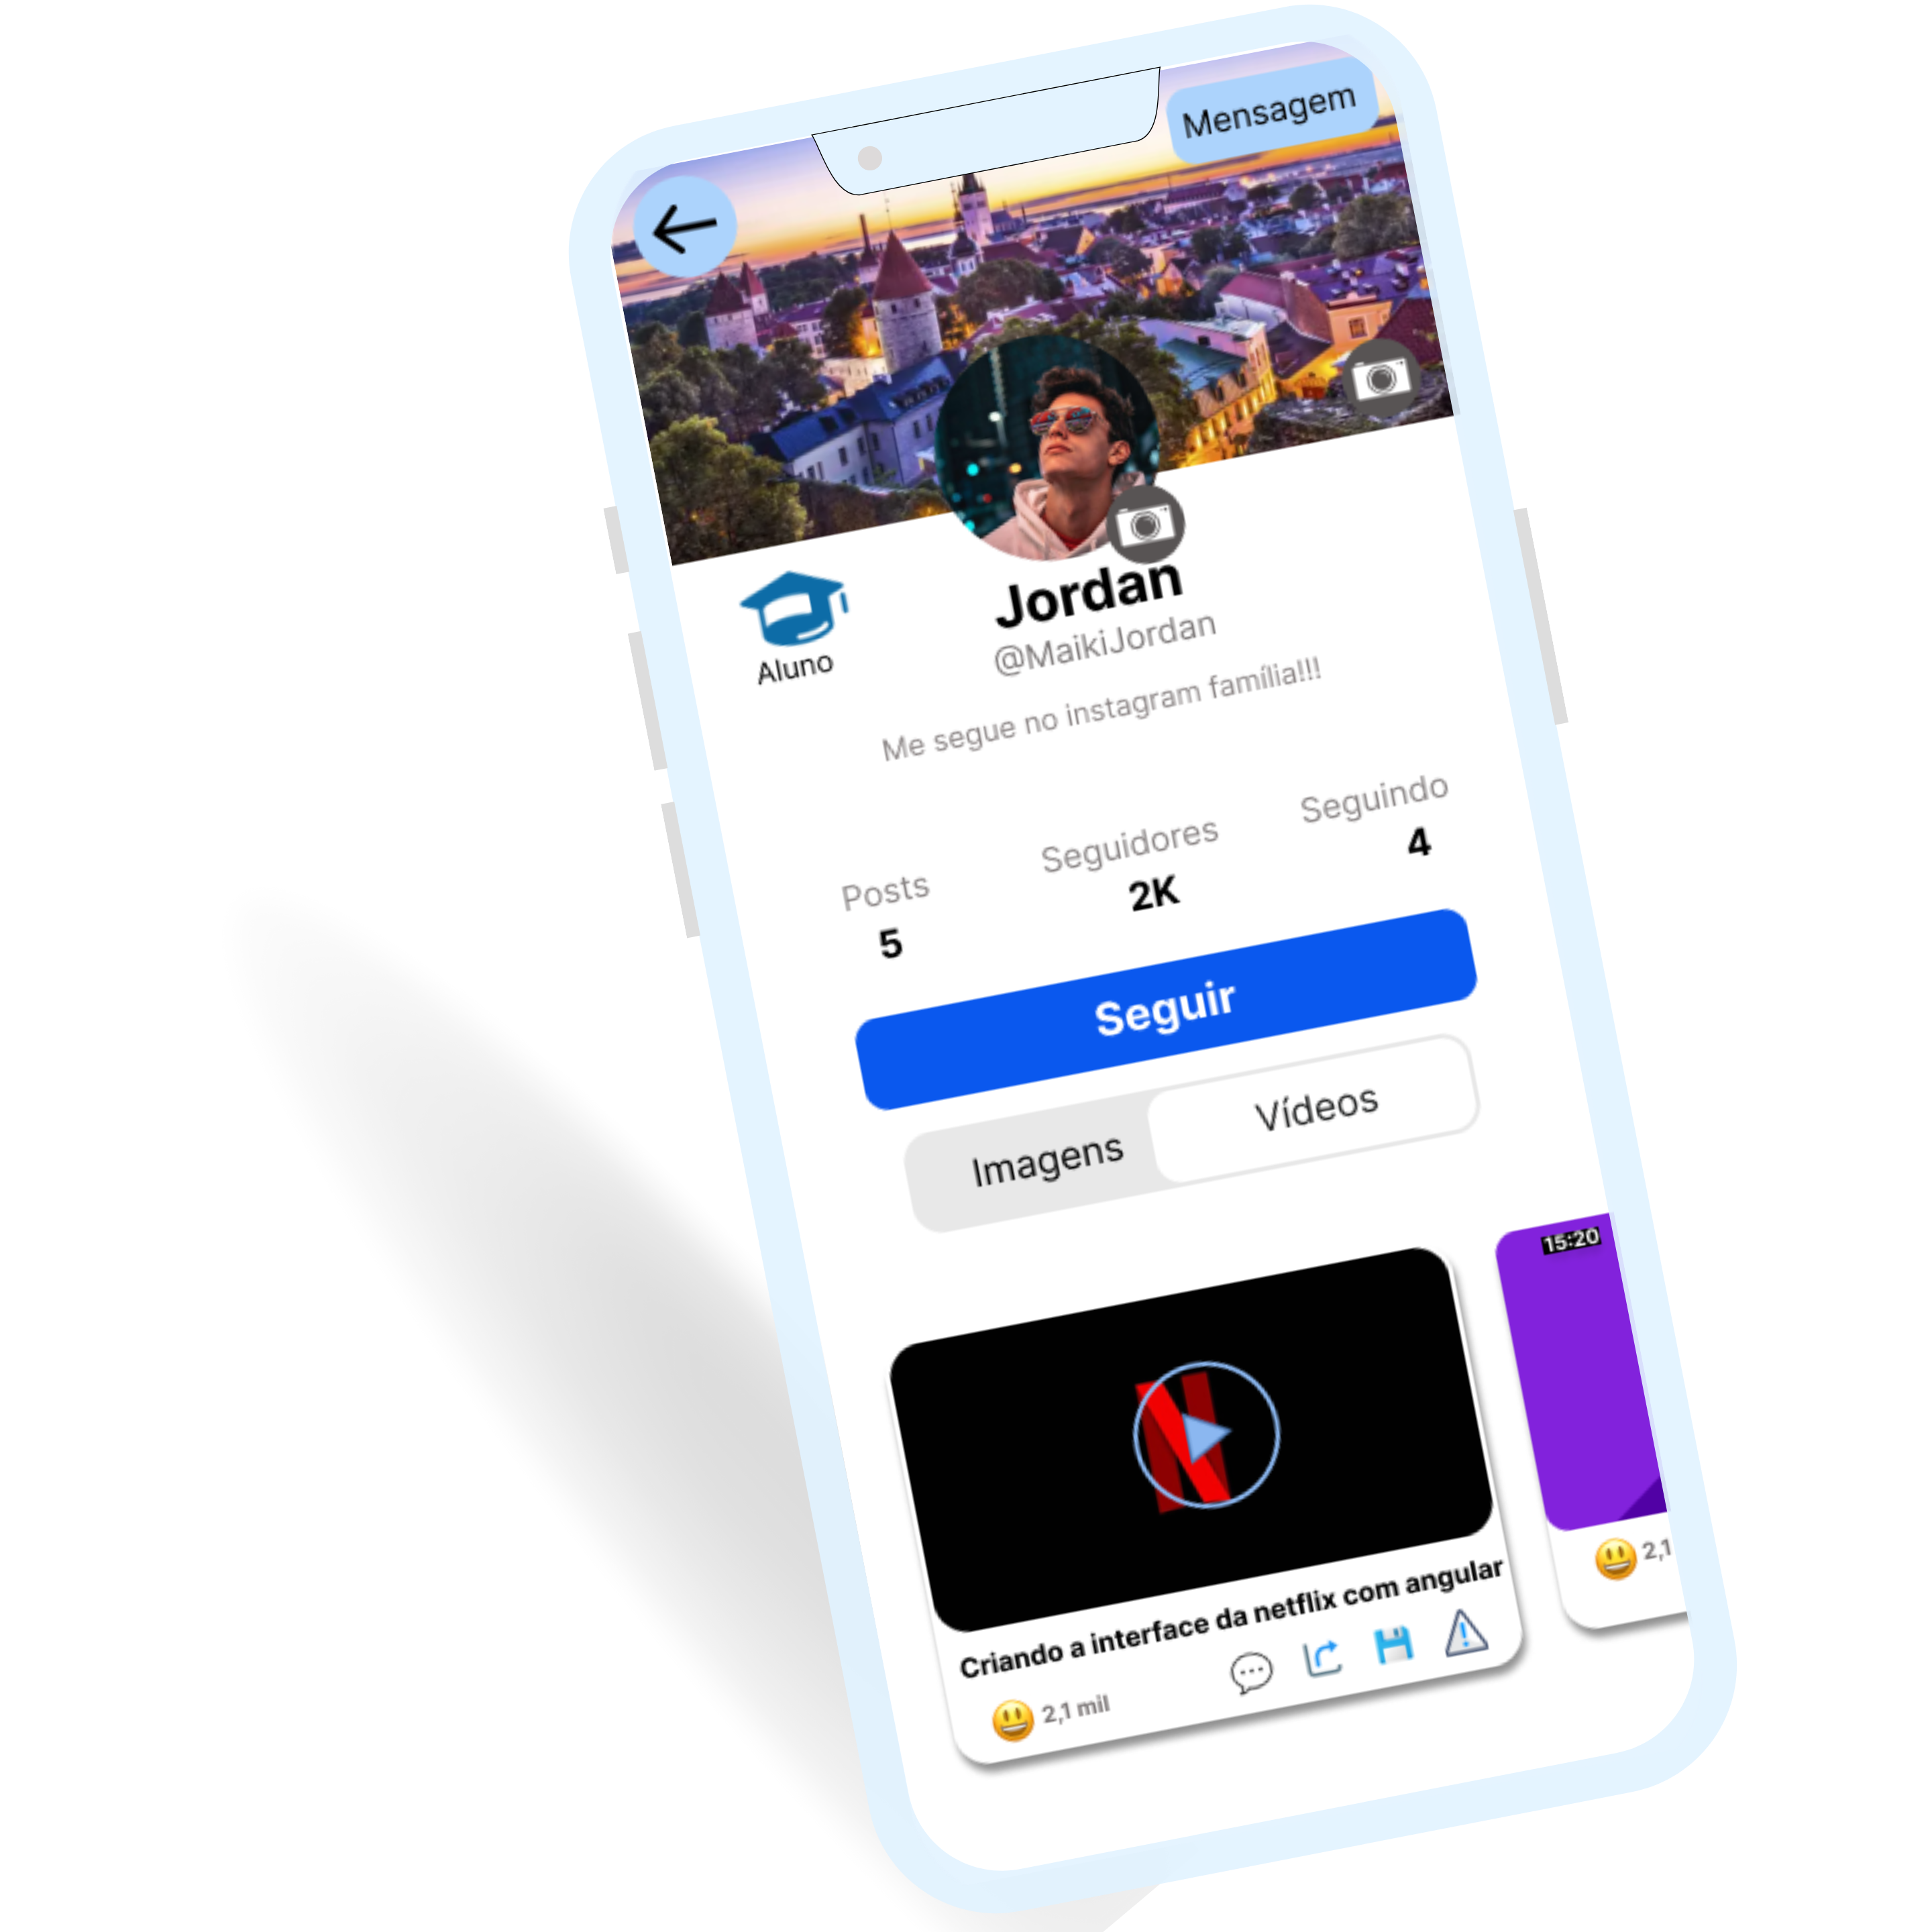 Mensagem
Jordan
@MaikiJordan
Aluno
Me segue no instagram família!!!
Posts
Seguidores
Seguindo
5
2K
4
Seguir
Imagens
Vídeos
15:20
Criando a interface da netflix com angular
2,1 mil
2,1